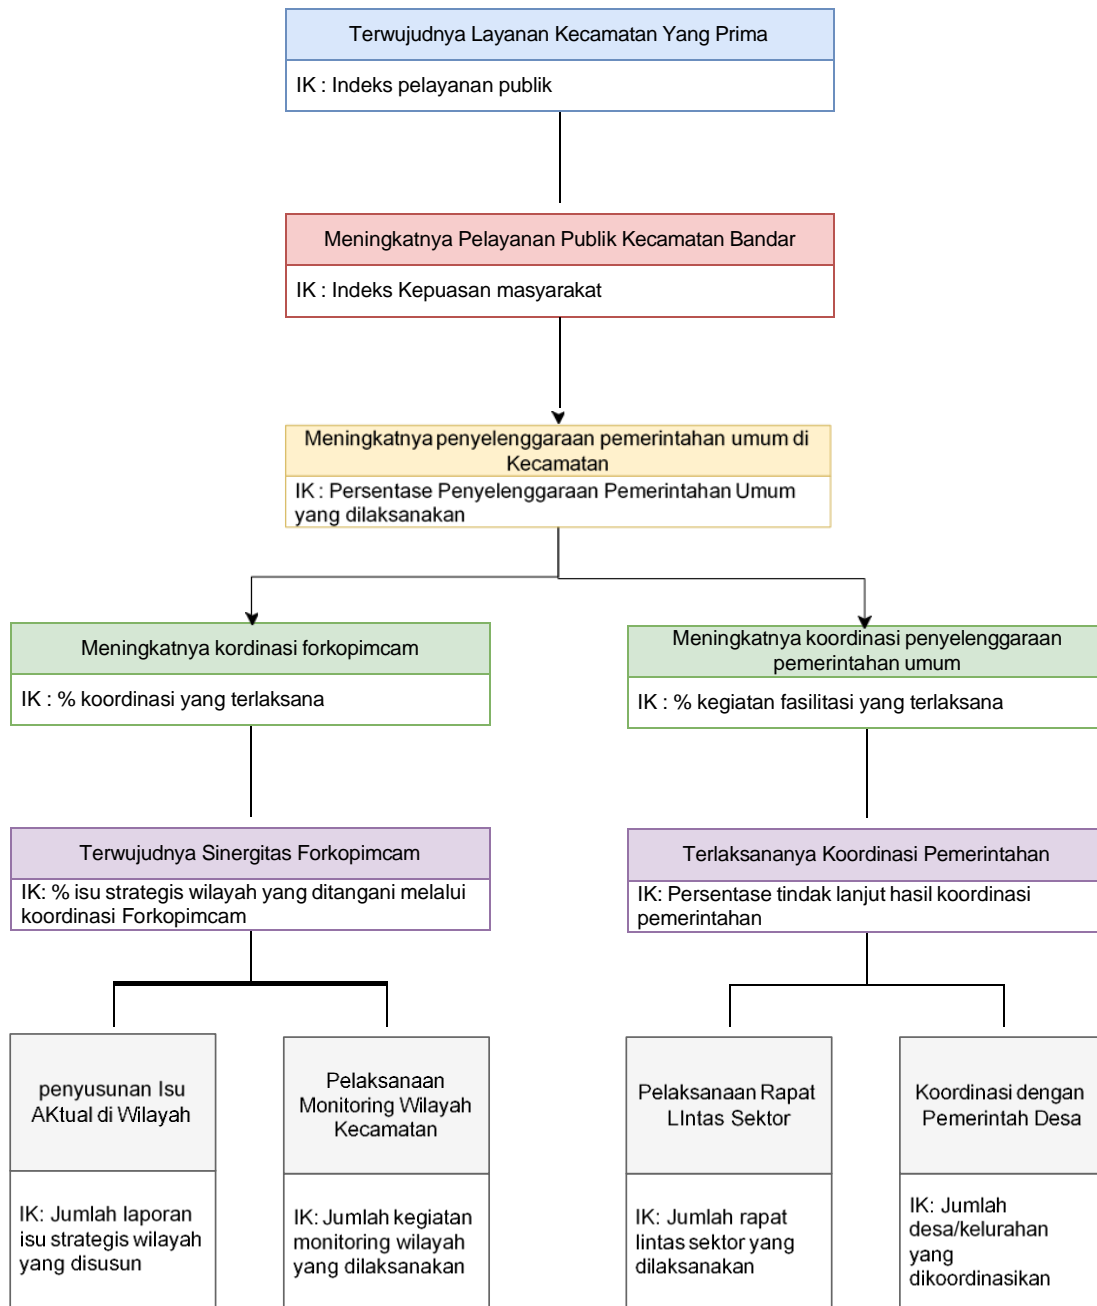 Terwujudnya Layanan Kecamatan Yang Prima
IK : Indeks pelayanan publik
Meningkatnya Pelayanan Publik Kecamatan Bandar
IK : Indeks Kepuasan masyarakat
Meningkatnya penyelenggaraan pemerintahan umum di
Kecamatan
IK : Persentase Penyelenggaraan Pemerintahan Umum
yang dilaksanakan
Meningkatnya kordinasi forkopimcam
IK : % koordinasi yang terlaksana
Meningkatnya koordinasi penyelenggaraan
pemerintahan umum
IK : % kegiatan fasilitasi yang terlaksana
Terwujudnya Sinergitas Forkopimcam
IK: % isu strategis wilayah yang ditangani melalui
koordinasi Forkopimcam
Terlaksananya Koordinasi Pemerintahan
IK: Persentase tindak lanjut hasil koordinasi
pemerintahan
penyusunan Isu
AKtual di Wilayah
IK: Jumlah laporan
isu strategis wilayah
yang disusun
Pelaksanaan
Monitoring Wilayah
Kecamatan
IK: Jumlah kegiatan
monitoring wilayah
yang dilaksanakan
Pelaksanaan Rapat
LIntas Sektor
IK: Jumlah rapat
lintas sektor yang
dilaksanakan
Koordinasi dengan
Pemerintah Desa
IK: Jumlah
desa/kelurahan
yang
dikoordinasikan